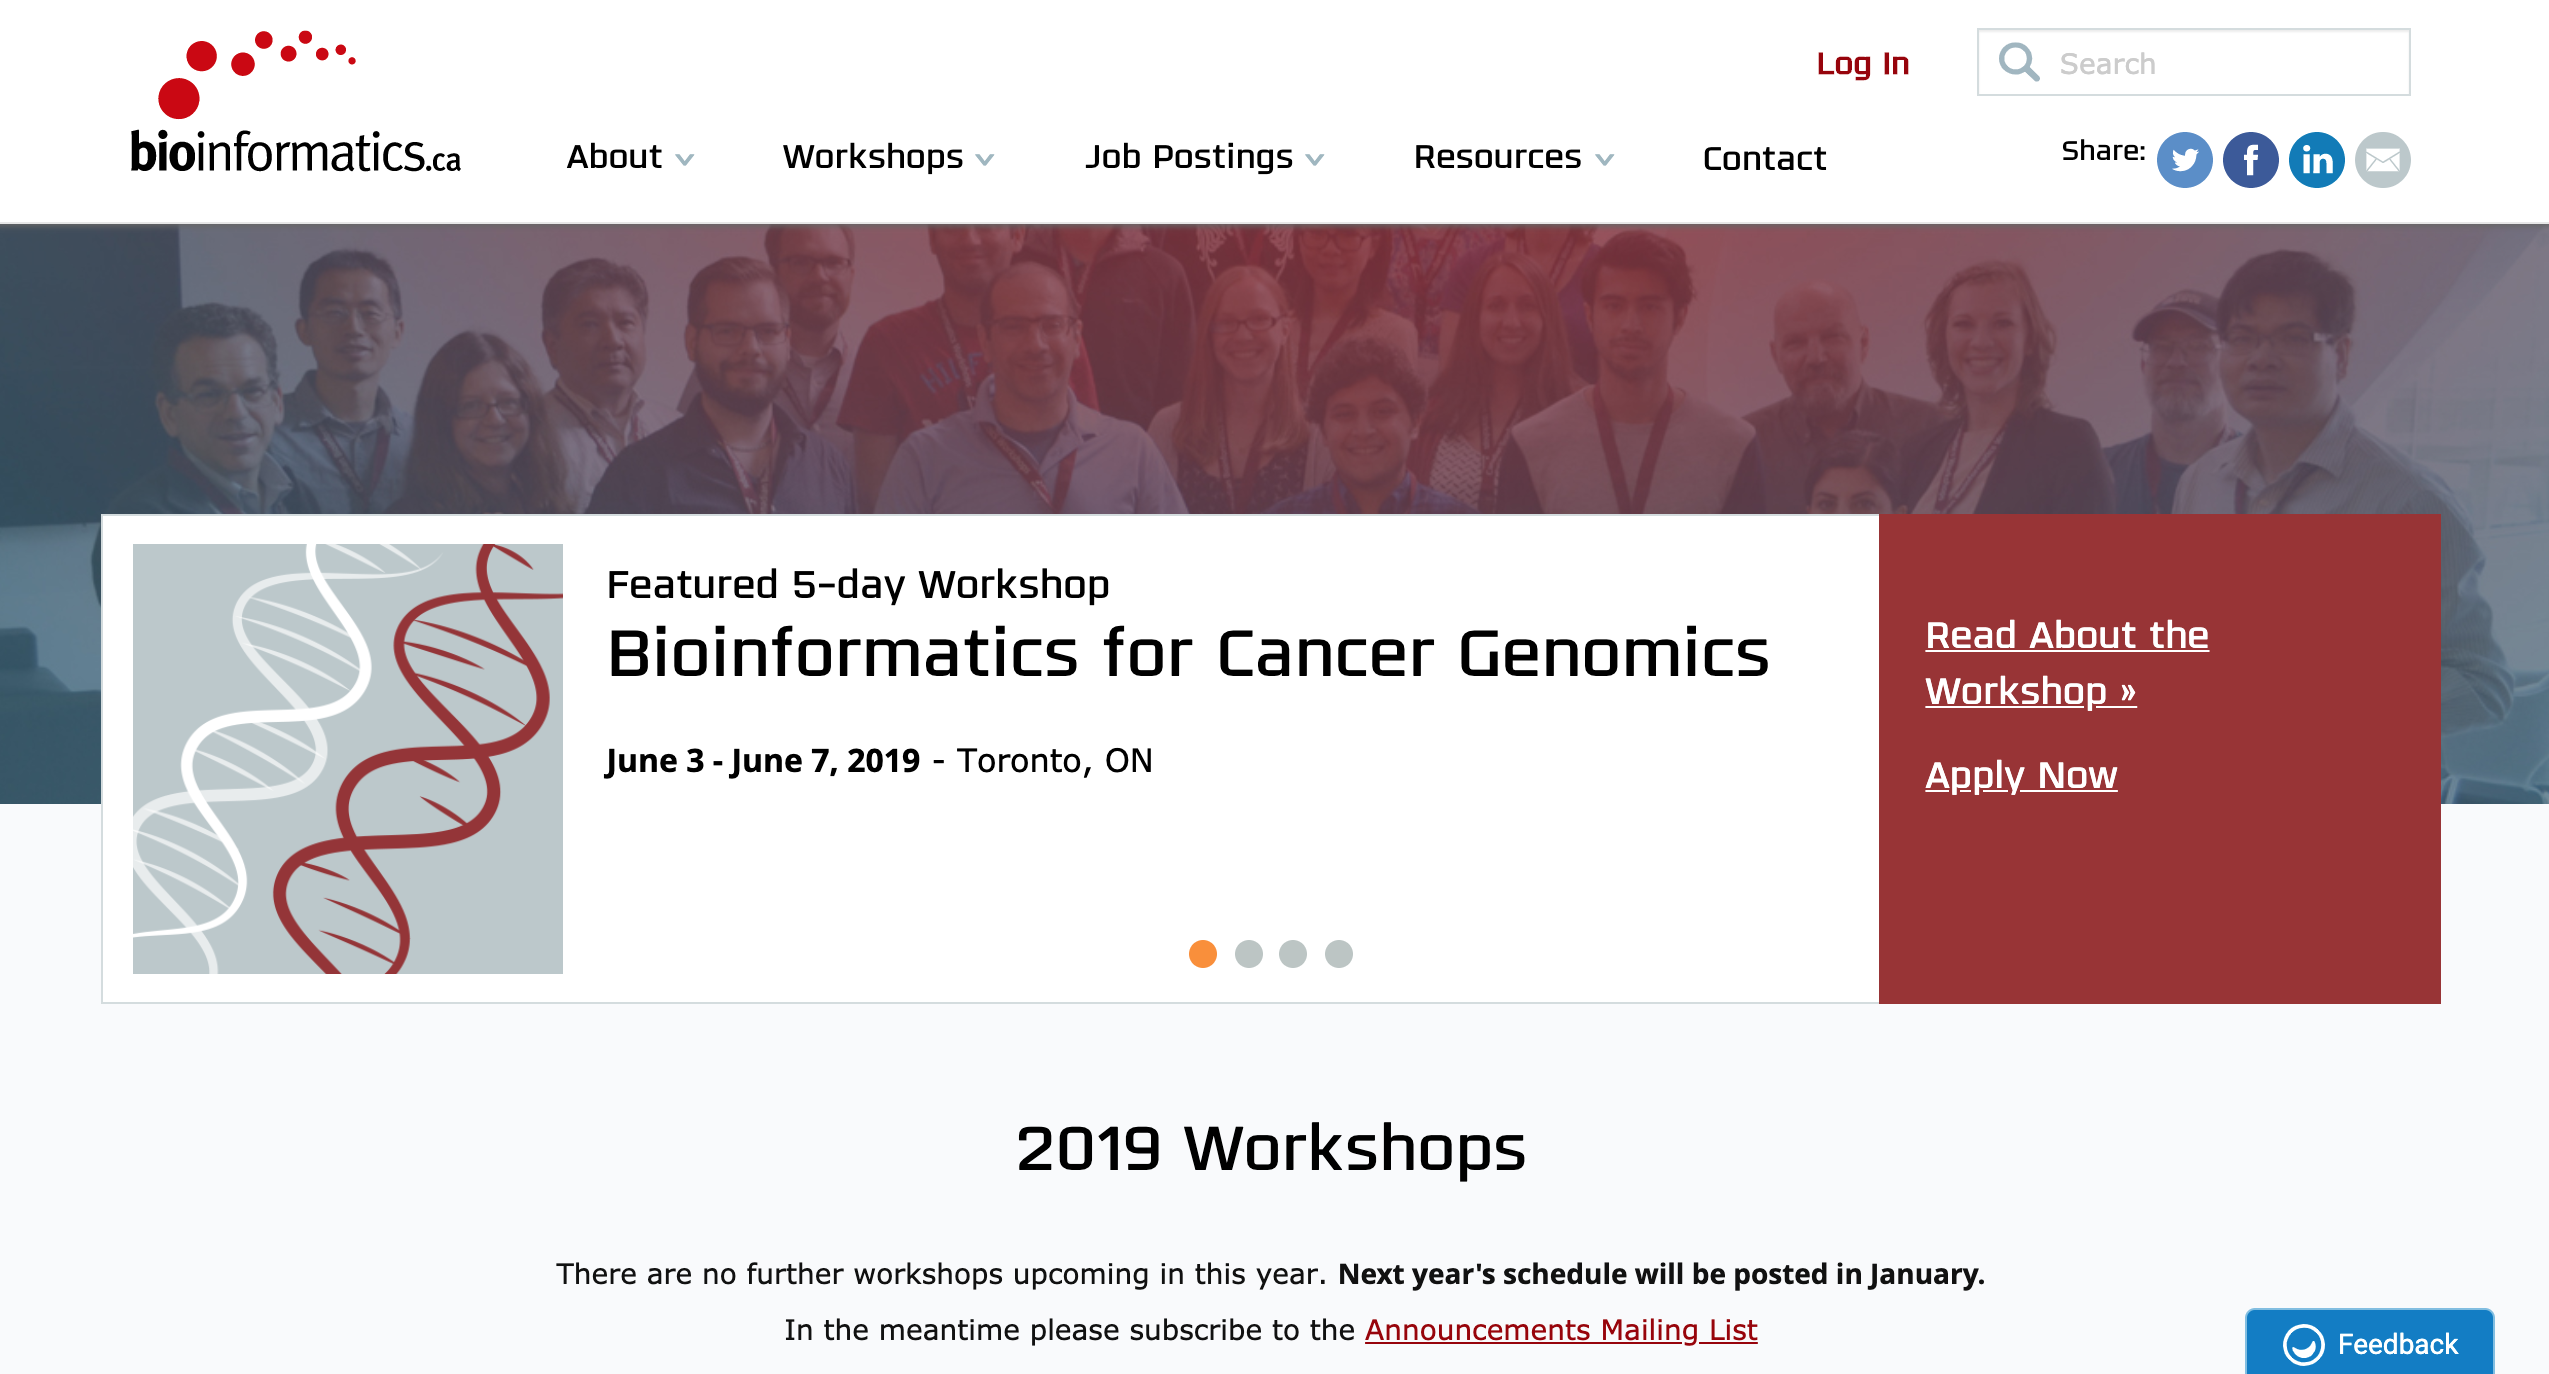 bioinformatics.ca
Log In
Search
About
Workshops
Job Postings
Resources
Contact
Share:
Featured 5-day Workshop
Bioinformatics for Cancer Genomics
June 3 - June 7, 2019 - Toronto, ON
Read About the
Workshop »
Apply Now
2019 Workshops
There are no further workshops upcoming in this year. Next year's schedule will be posted in January.
In the meantime please subscribe to the Announcements Mailing List
Feedback